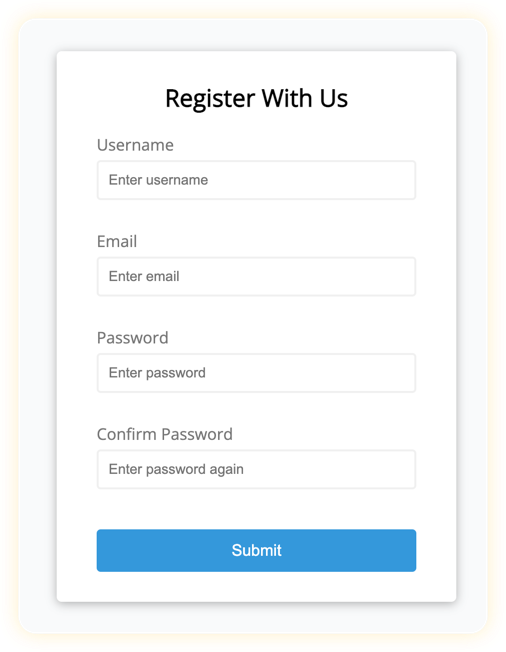 Register With Us
Username
Enter username
Email
Enter email
Password
Enter password
Confirm Password
Enter password again
Submit